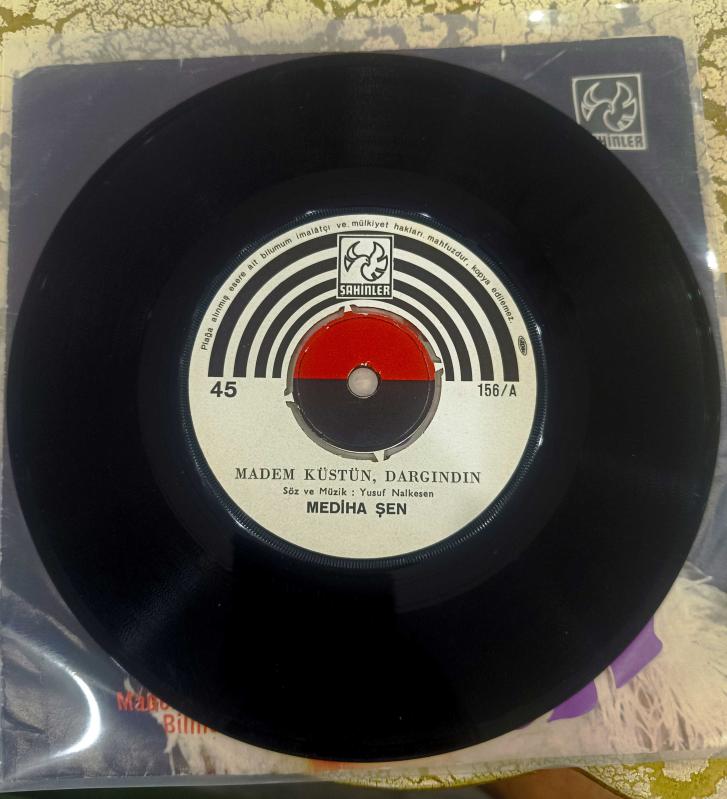 ŞAHİNLER
Plağa alınmış esere ait bilumum imalâtçı ve mülkiyet hakları mahfuzdur, kopya edilemez.
ŞAHİNLER
45
156/A
MADEM KÜSTÜN, DARGINDIN
Söz ve Müzik : Yusuf Nalkesen
MEDİHA ŞEN